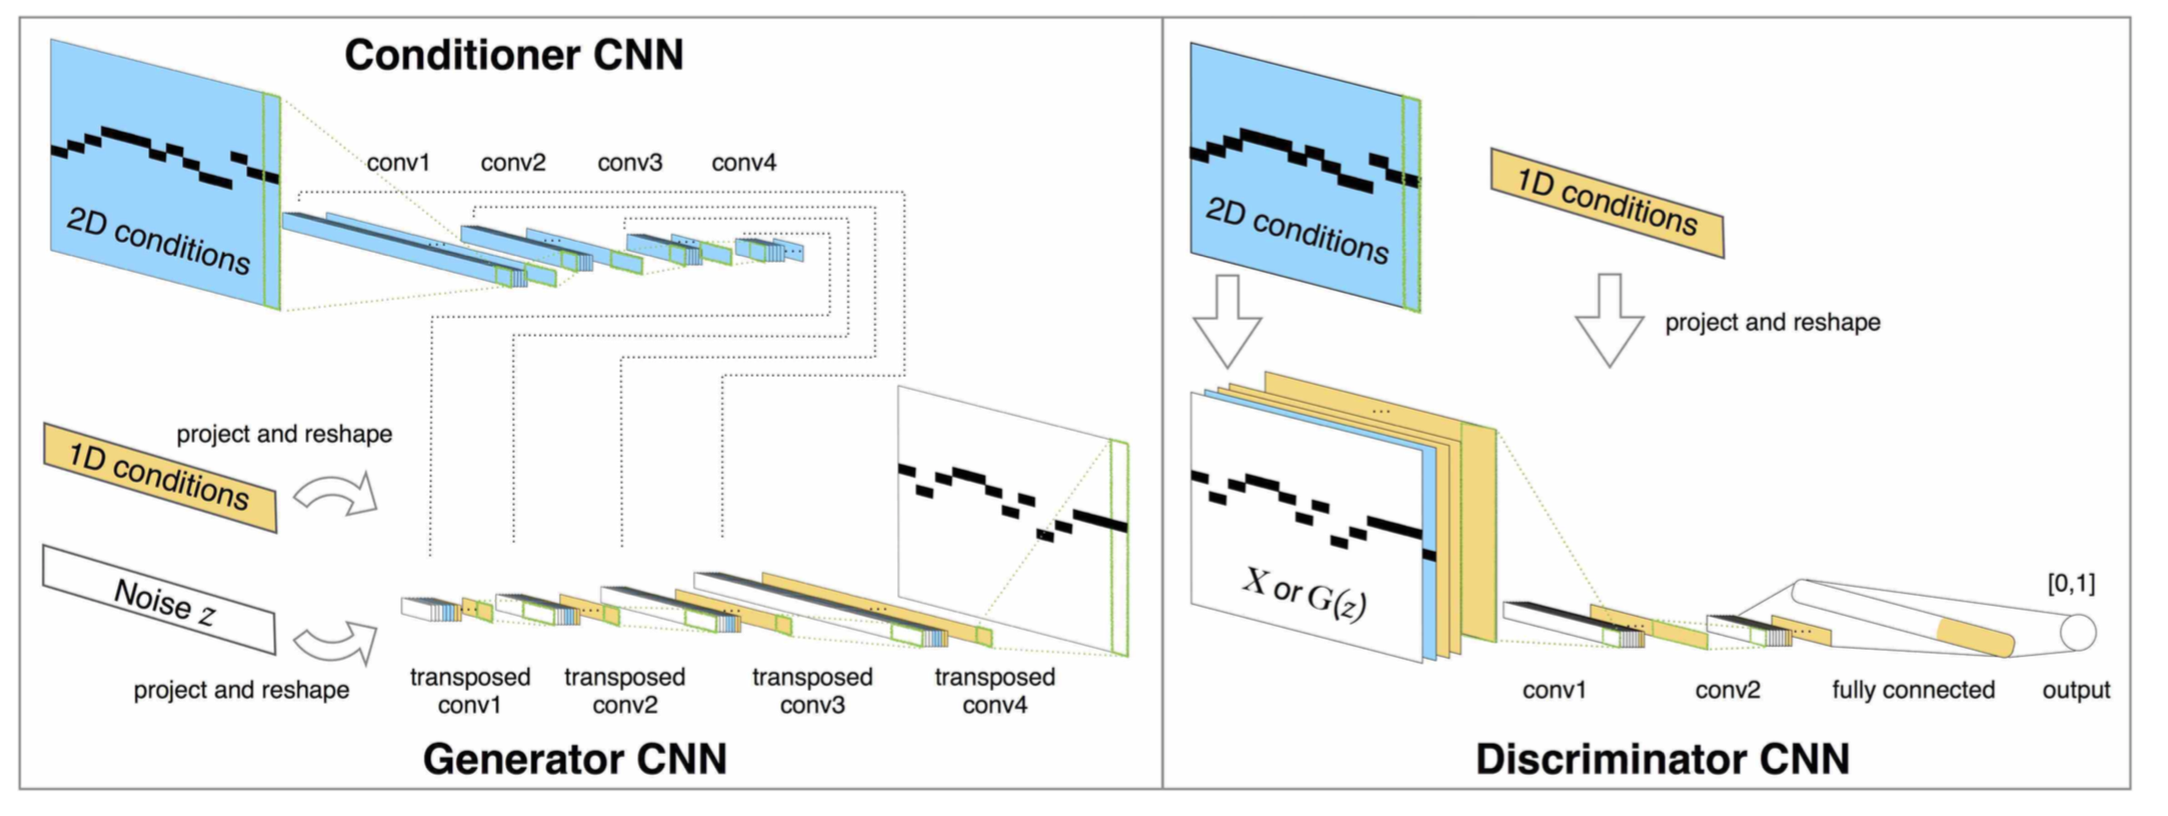 Conditioner CNN
2D conditions
conv1
conv2
conv3
conv4
1D conditions
project and reshape
Noise z
project and reshape
transposed
conv1
transposed
conv2
transposed
conv3
transposed
conv4
Generator CNN
2D conditions
1D conditions
project and reshape
X or G(z)
[0,1]
conv1
conv2
fully connected
output
Discriminator CNN